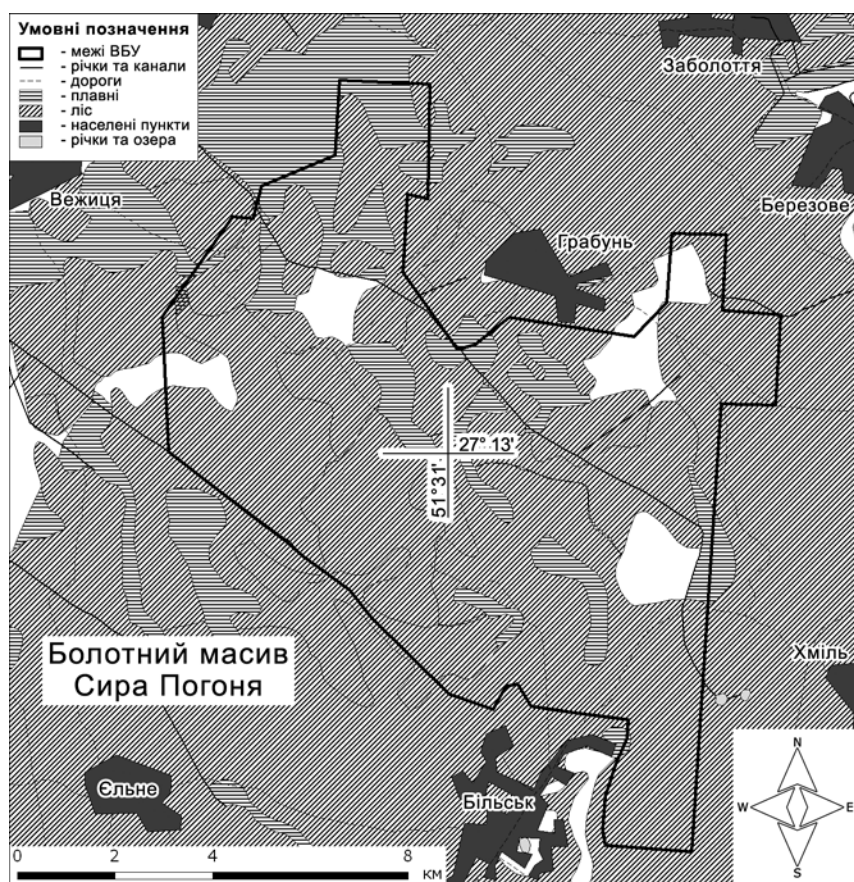 Умовні позначення
- межі ВБУ
- річки та канали
- дороги
- плавні
- ліс
- населені пункти
- річки та озера
Заболоття
Вежиця
Березове
Грабунь
27° 13'
51°31'
Болотний масив
Сира Погоня
Хміль
Єльне
Більськ
N
W E
S
0 2 4 8
км